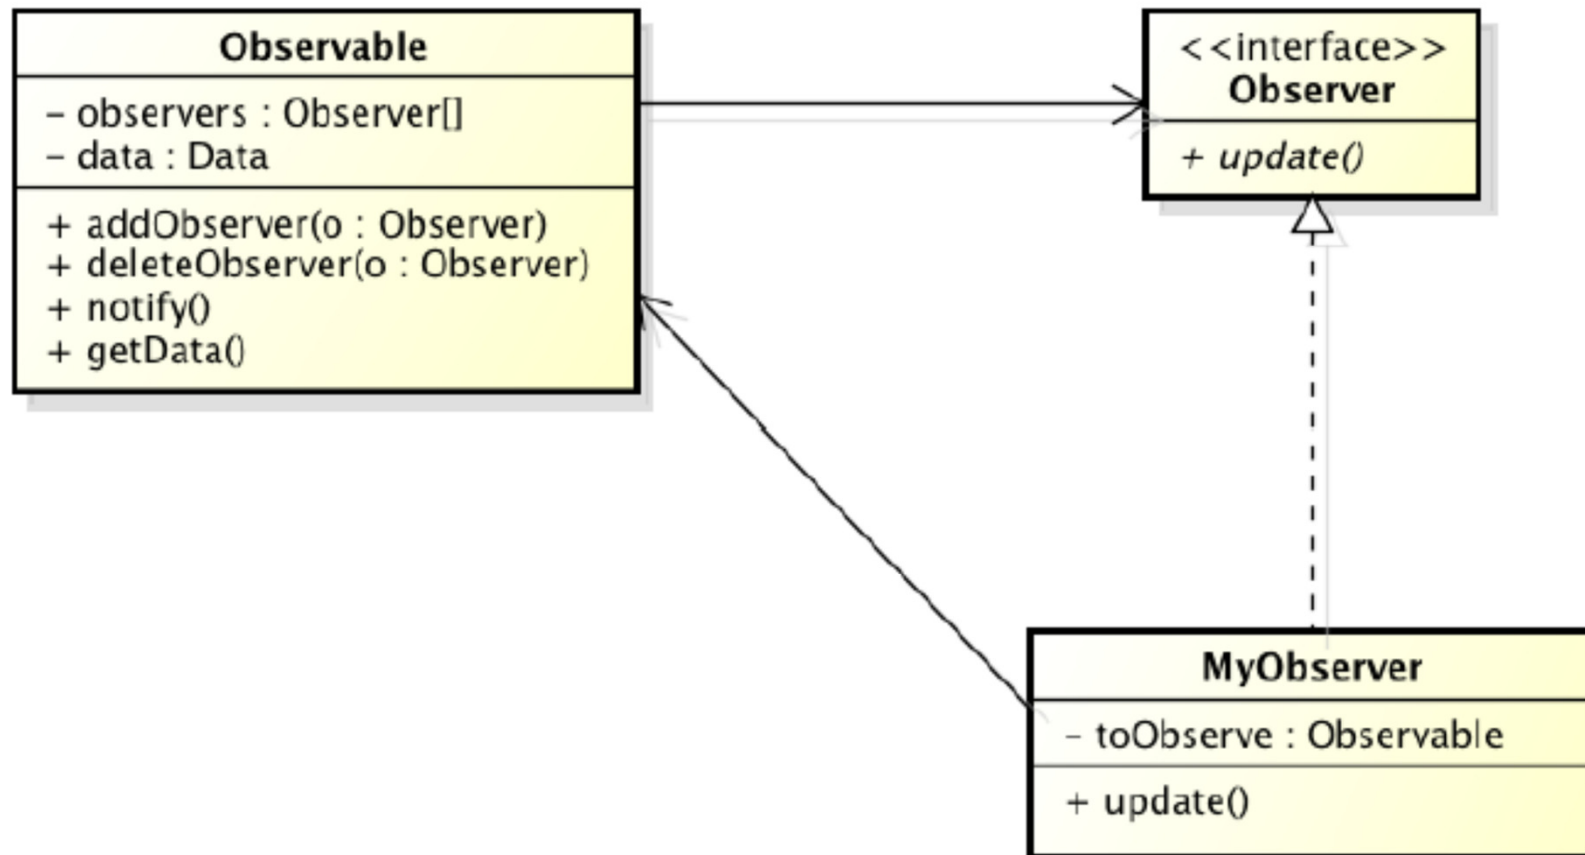 Observable
- observers : Observer[]
- data : Data
+ addObserver(o : Observer)
+ deleteObserver(o : Observer)
+ notify()
+ getData()
<<interface>>
Observer
+ update()
MyObserver
- toObserve : Observable
+ update()